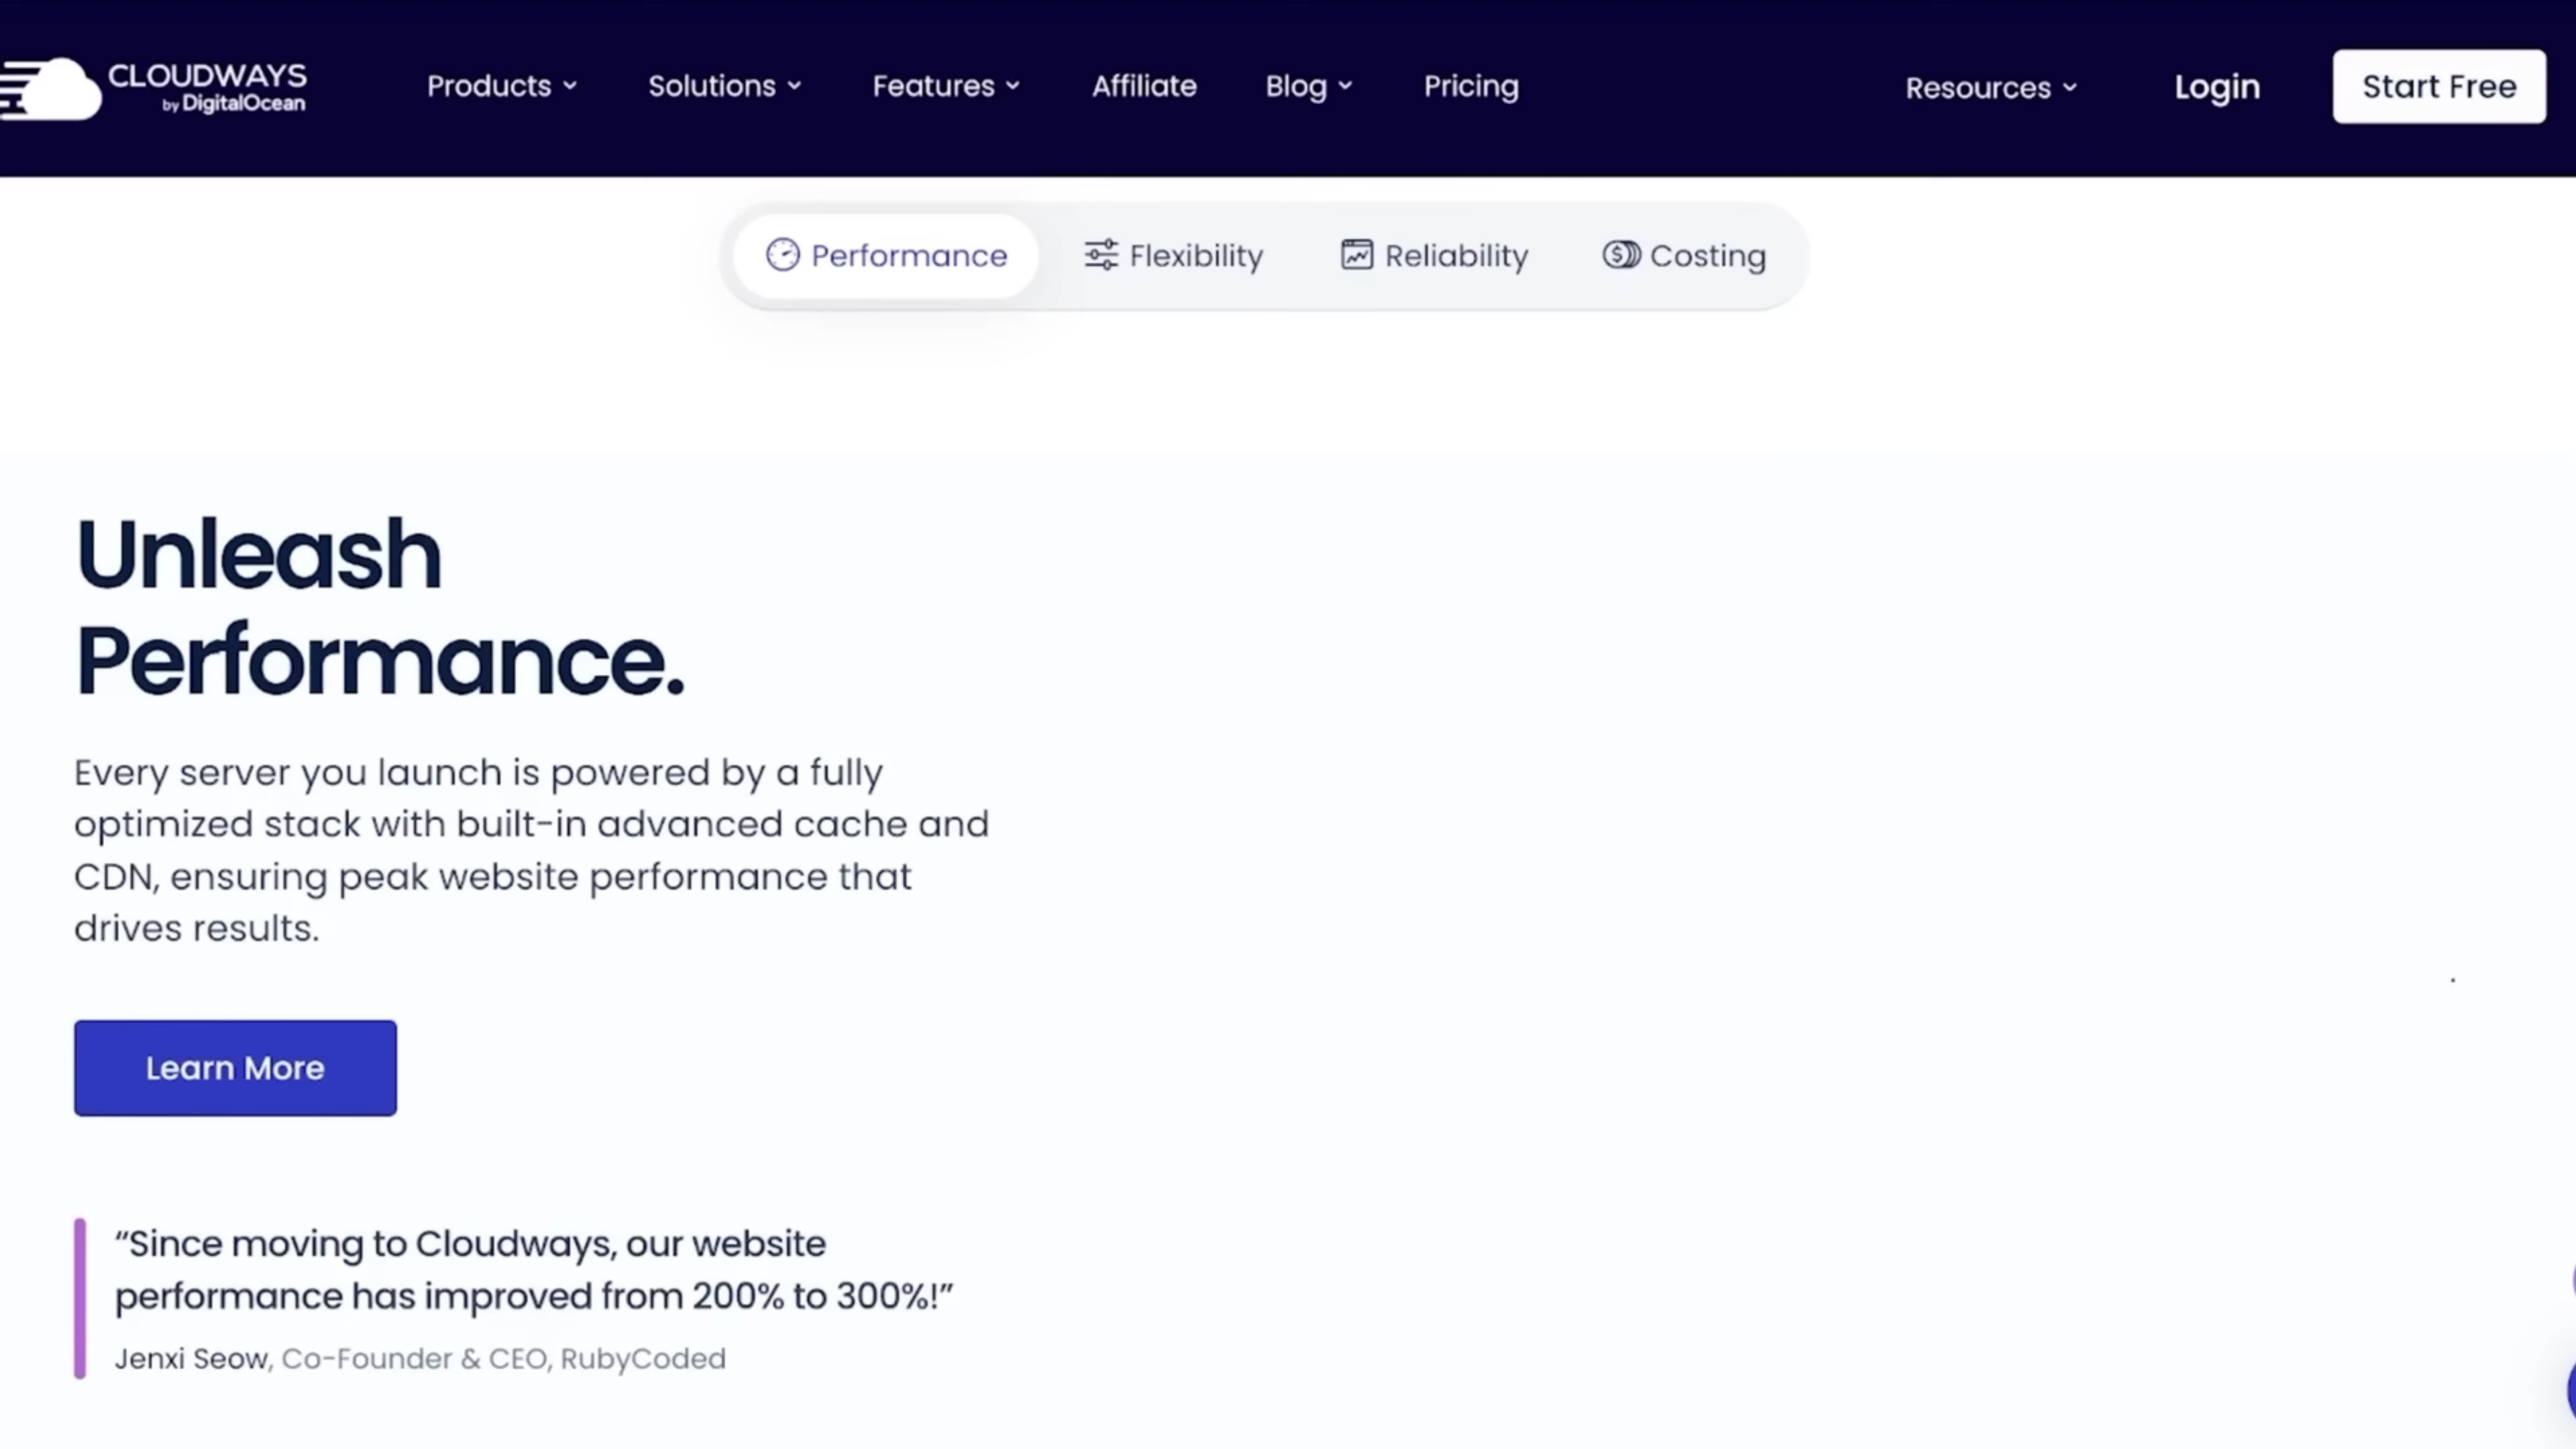 CLOUDWAYS
by DigitalOcean
Products
Solutions
Features
Affiliate
Blog
Pricing
Resources
Login
Start Free
Performance
Flexibility
Reliability
Costing
Unleash
Performance.
Every server you launch is powered by a fully
optimized stack with built-in advanced cache and
CDN, ensuring peak website performance that
drives results.
Learn More
“Since moving to Cloudways, our website
performance has improved from 200% to 300%!”
Jenxi Seow, Co-Founder & CEO, RubyCoded